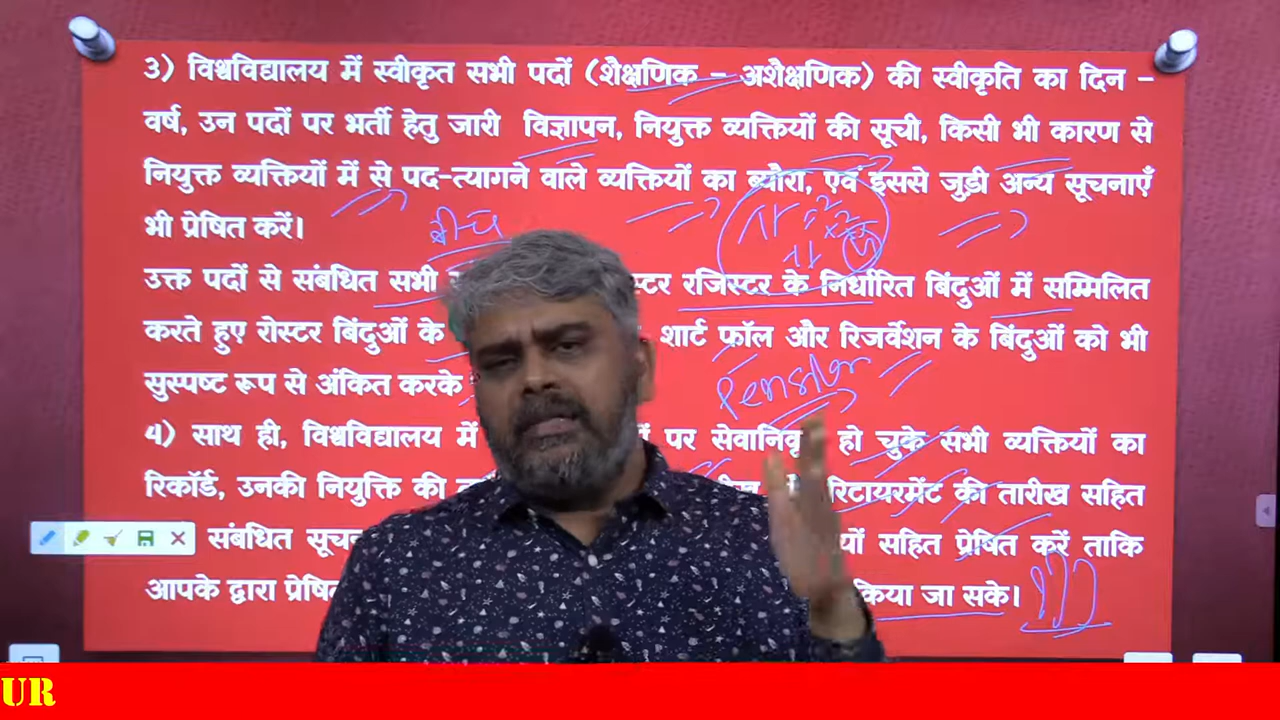 3) विश्वविद्यालय में स्वीकृत सभी पदों (शैक्षणिक – अशैक्षणिक) की स्वीकृति का दिन –
वर्ष, उन पदों पर भर्ती हेतु जारी विज्ञापन, नियुक्त व्यक्तियों की सूची, किसी भी कारण से
नियुक्त व्यक्तियों में से पद-त्यागने वाले व्यक्तियों का ब्यौरा, एवं इससे जुड़ी अन्य सूचनाएँ
भी प्रेषित करें।
उक्त पदों से संबंधित सभी रजिस्टर के निर्धारित बिंदुओं में सम्मिलित
करते हुए रोस्टर बिंदुओं के शार्ट फ़ॉल और रिजर्वेशन के बिंदुओं को भी
सुस्पष्ट रूप से अंकित करके
Pension
4) साथ ही, विश्वविद्यालय में पर हो चुके सभी व्यक्तियों का
रिकॉर्ड, उनकी नियुक्ति की रिटायरमेंट की तारीख सहित
संबधित सहित प्रेषित करें ताकि
आपके द्वारा किया जा सके।
UR